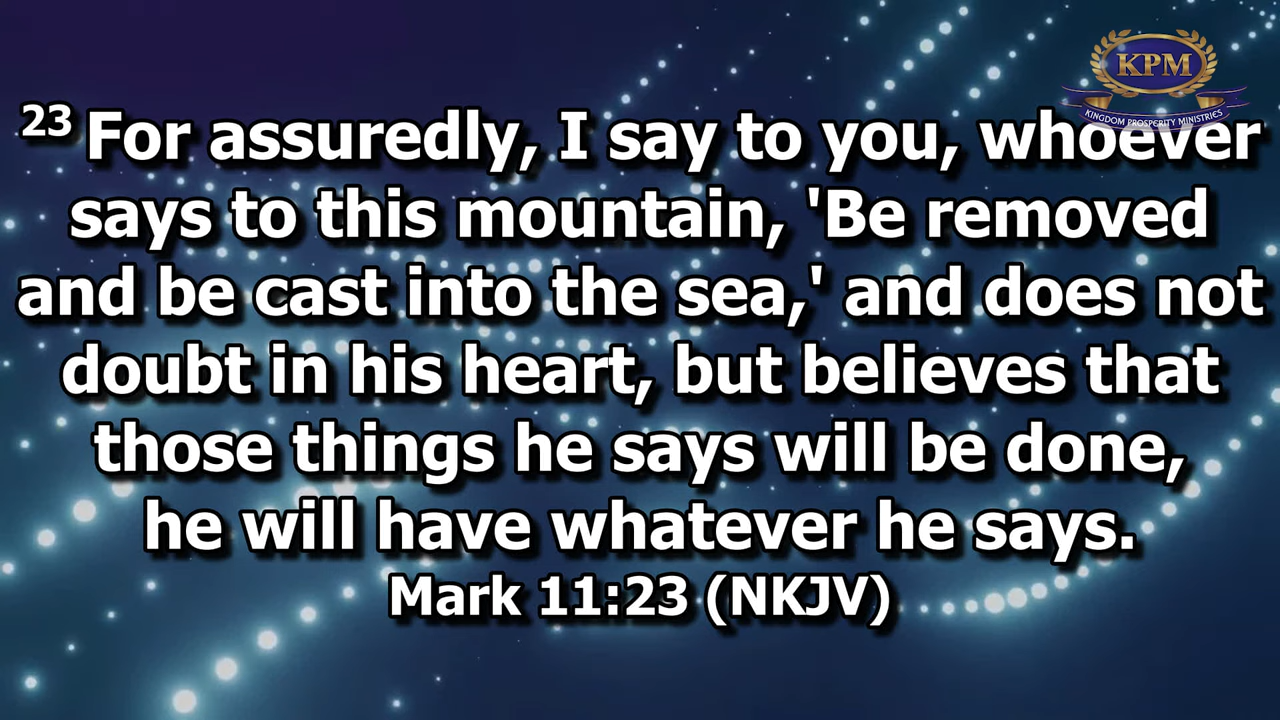 KPM
KINGDOM PROSPERITY MINISTRIES
23 For assuredly, I say to you, whoever
says to this mountain, 'Be removed
and be cast into the sea,' and does not
doubt in his heart, but believes that
those things he says will be done,
he will have whatever he says.
Mark 11:23 (NKJV)